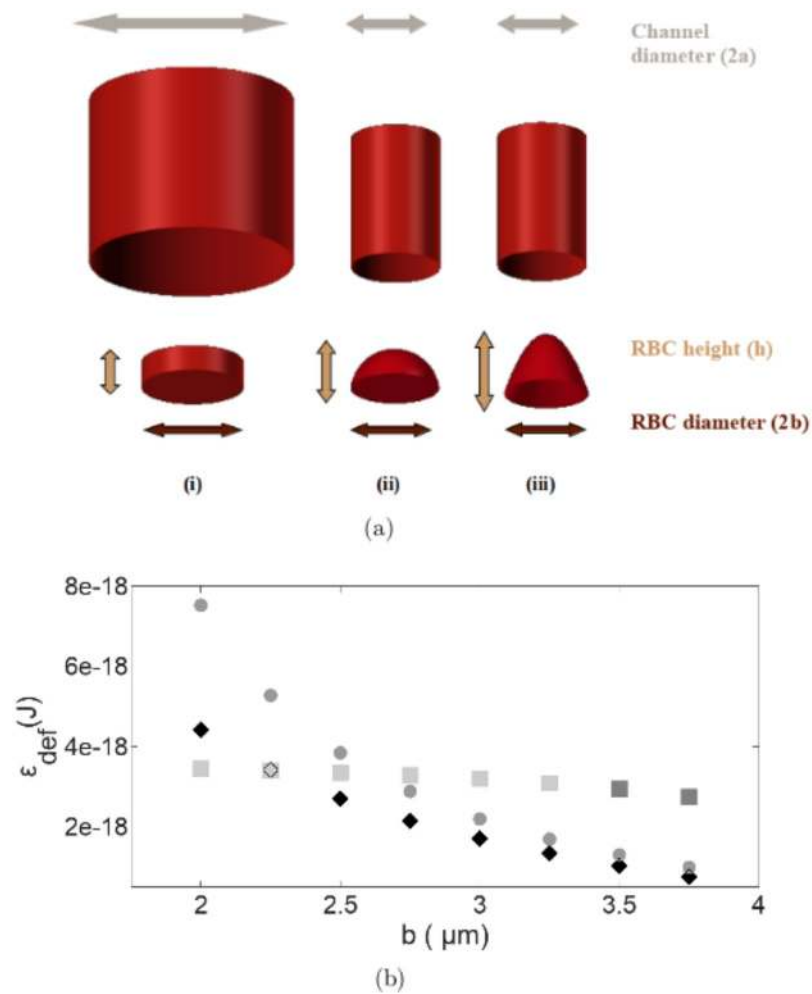 Channel
diameter (2a)
RBC height (h)
RBC diameter (2b)
(i)
(ii)
(iii)
(a)
8e-18
6e-18
4e-18
2e-18
ε_def(J)
2
2.5
3
3.5
4
b ( μm)
(b)